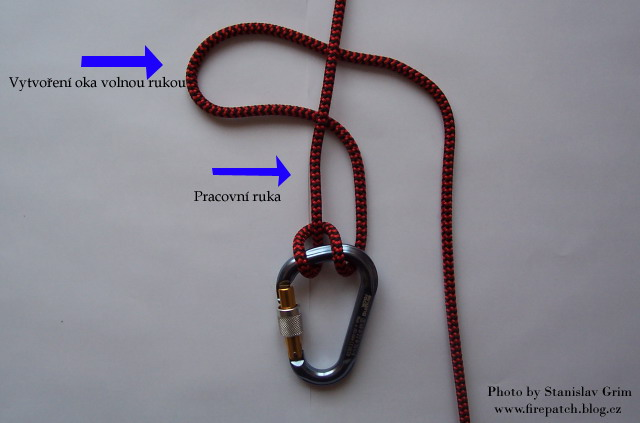 Vytvoření oka volnou rukou
Pracovní ruka
Photo by Stanislav Grim
www.firepatch.blog.cz